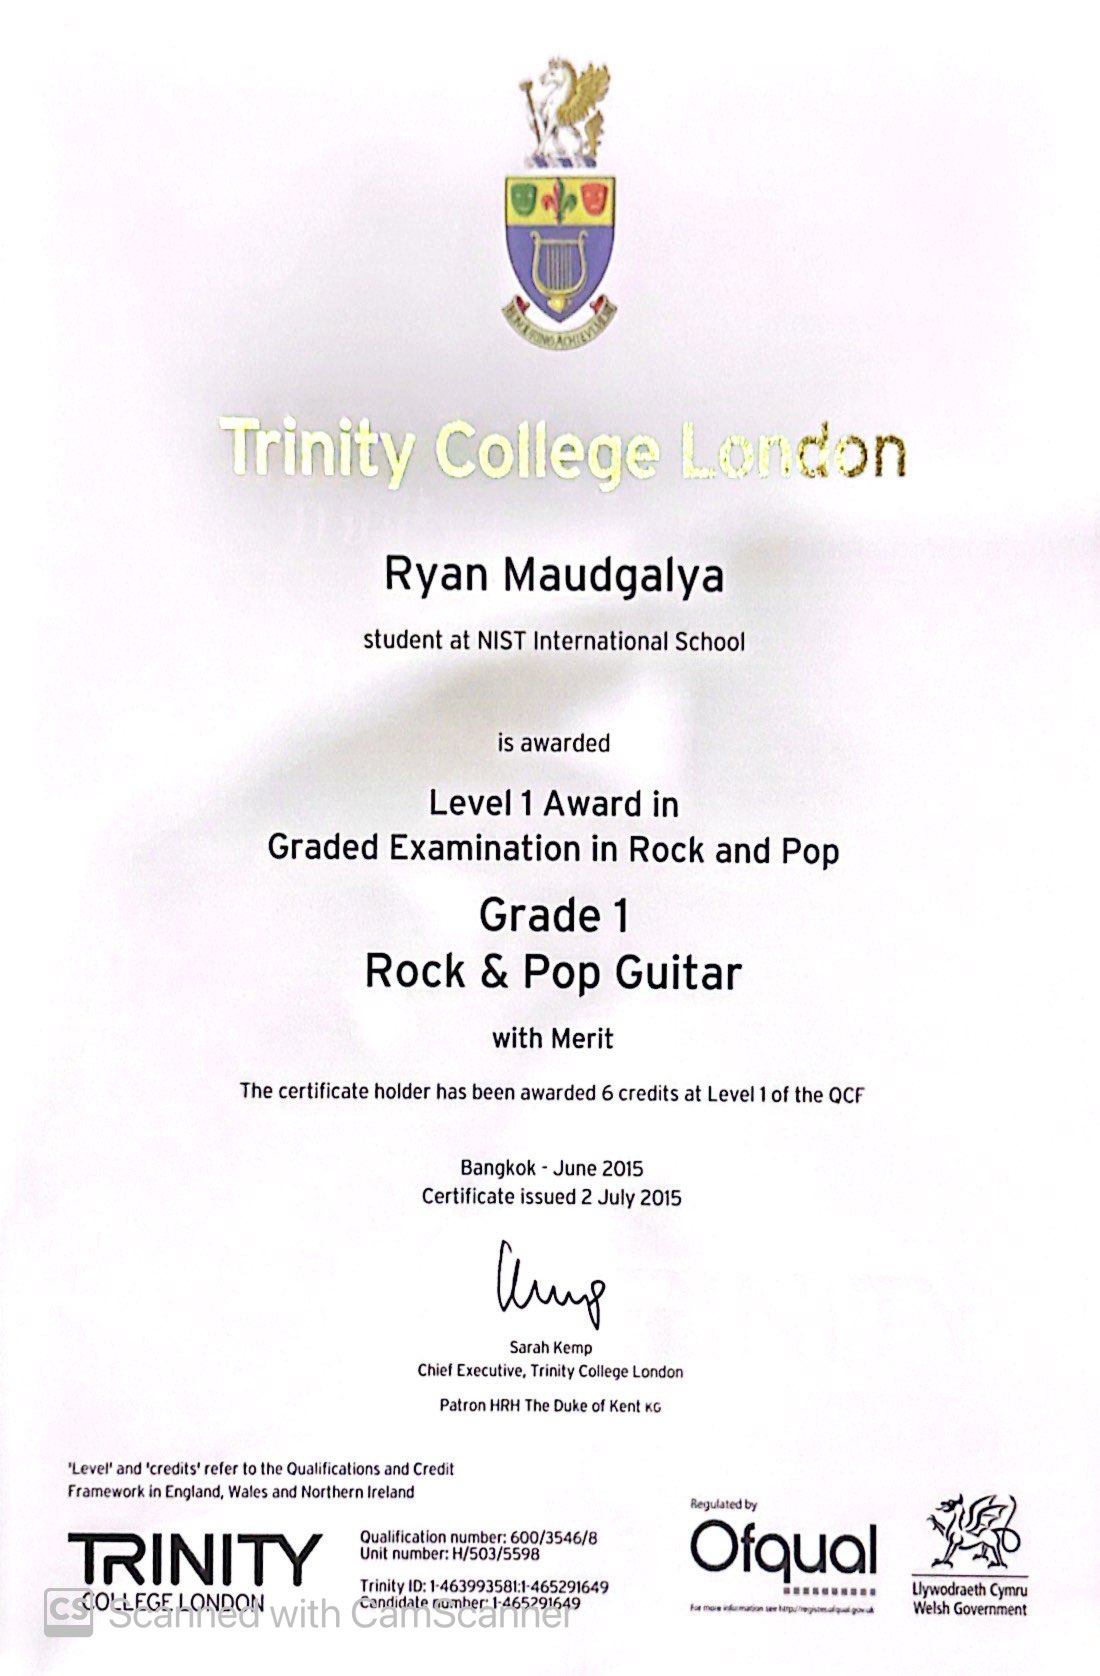 HONOURING ACHIEVEMENT
Trinity College London
Ryan Maudgalya
student at NIST International School
is awarded
Level 1 Award in
Graded Examination in Rock and Pop
Grade 1
Rock & Pop Guitar
with Merit
The certificate holder has been awarded 6 credits at Level 1 of the QCF
Bangkok - June 2015
Certificate issued 2 July 2015
Sarah Kemp
Chief Executive, Trinity College London
Patron HRH The Duke of Kent KG
'Level' and 'credits' refer to the Qualifications and Credit
Framework in England, Wales and Northern Ireland
TRINITY
COLLEGE LONDON
Qualification number: 600/3546/8
Unit number: H/503/5598
Trinity ID: 1-463993581:1-465291649
Candidate number: 1-465291649
Regulated by
Ofqual
For more information see http://register.ofqual.gov.uk
Llywodraeth Cymru
Welsh Government
CS Scanned with CamScanner